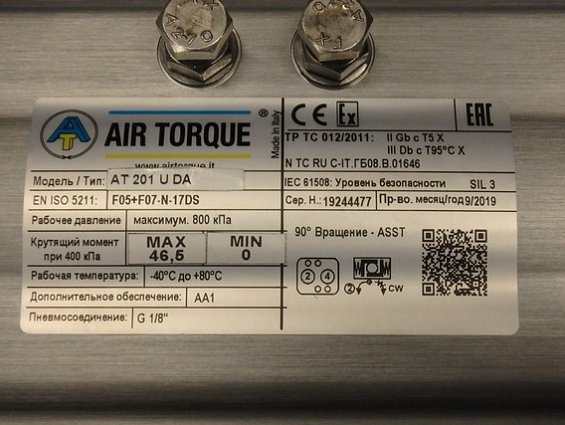 AT
AIR TORQUE ®
www.airtorque.it
Made in Italy
Модель / Тип: AT 201 U DA
EN ISO 5211: F05+F07-N-17DS
Рабочее давление максимум. 800 кПа
Крутящий момент при 400 кПа
MAX 46,5
MIN 0
Рабочая температура: -40°C до +80°C
Дополнительное обеспечение: AA1
Пневмосоединение: G 1/8"
CE Ex EAC
ТР ТС 012/2011: II Gb c T5 X
III Db c T95°C X
N TC RU C-IT.ГБ08.В.01646
IEC 61508: Уровень безопасности SIL 3
Сер. Н.: 19244477 Пр-во. месяц/год 9/2019
90° Вращение - ASST
2 4
2 CW